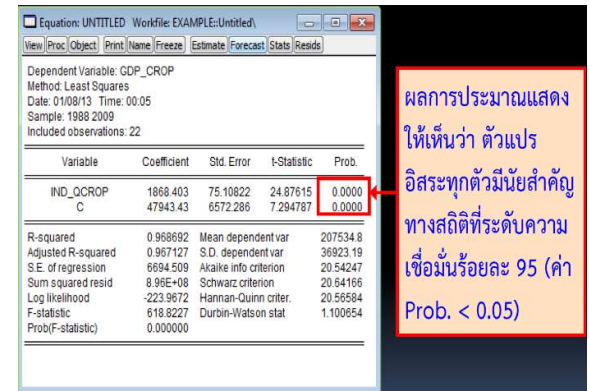 Equation: UNTITLED Workfile: EXAMPLE::Untitled\
View Proc Object Print Name Freeze Estimate Forecast Stats Resids
Dependent Variable: GDP_CROP
Method: Least Squares
Date: 01/08/13 Time: 00:05
Sample: 1988 2009
Included observations: 22
Variable Coefficient Std. Error t-Statistic Prob.
IND_QCROP 1868.403 75.10822 24.87615 0.0000
C 47943.43 6572.286 7.294787 0.0000
R-squared 0.968692 Mean dependent var 207534.8
Adjusted R-squared 0.967127 S.D. dependent var 36923.19
S.E. of regression 6694.509 Akaike info criterion 20.54247
Sum squared resid 8.96E+08 Schwarz criterion 20.64166
Log likelihood -223.9672 Hannan-Quinn criter. 20.56584
F-statistic 618.8227 Durbin-Watson stat 1.100654
Prob(F-statistic) 0.000000
ผลการประมาณแสดง
ให้เห็นว่า ตัวแปร
อิสระทุกตัวมีนัยสำคัญ
ทางสถิติที่ระดับความ
เชื่อมั่นร้อยละ 95 (ค่า
Prob. < 0.05)